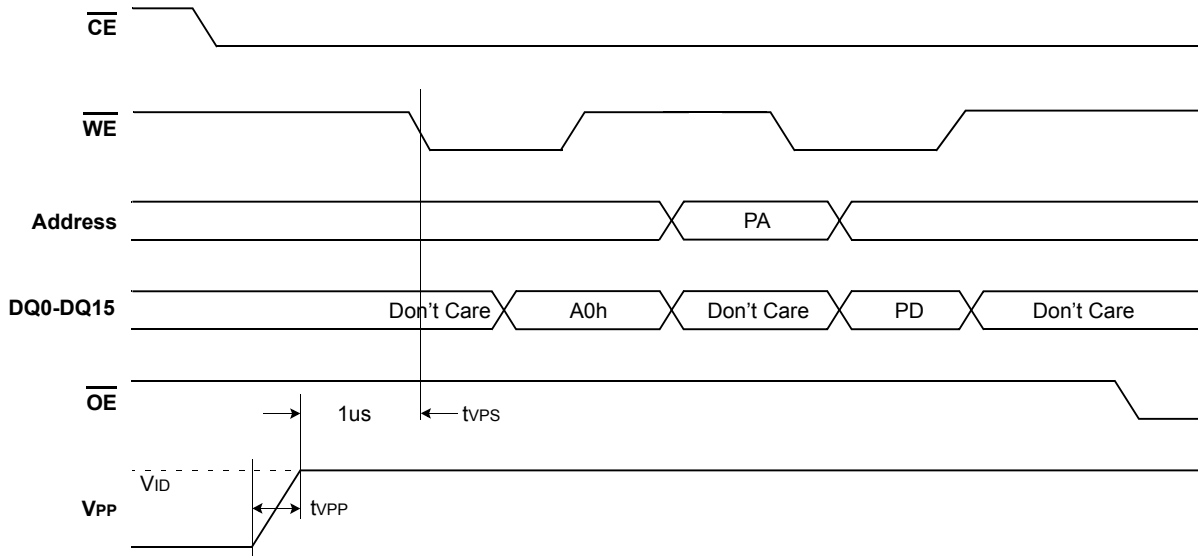 CE
WE
Address
PA
DQ0-DQ15
Don't Care
A0h
Don't Care
PD
Don't Care
OE
1us
tVPS
VID
VPP
tVPP